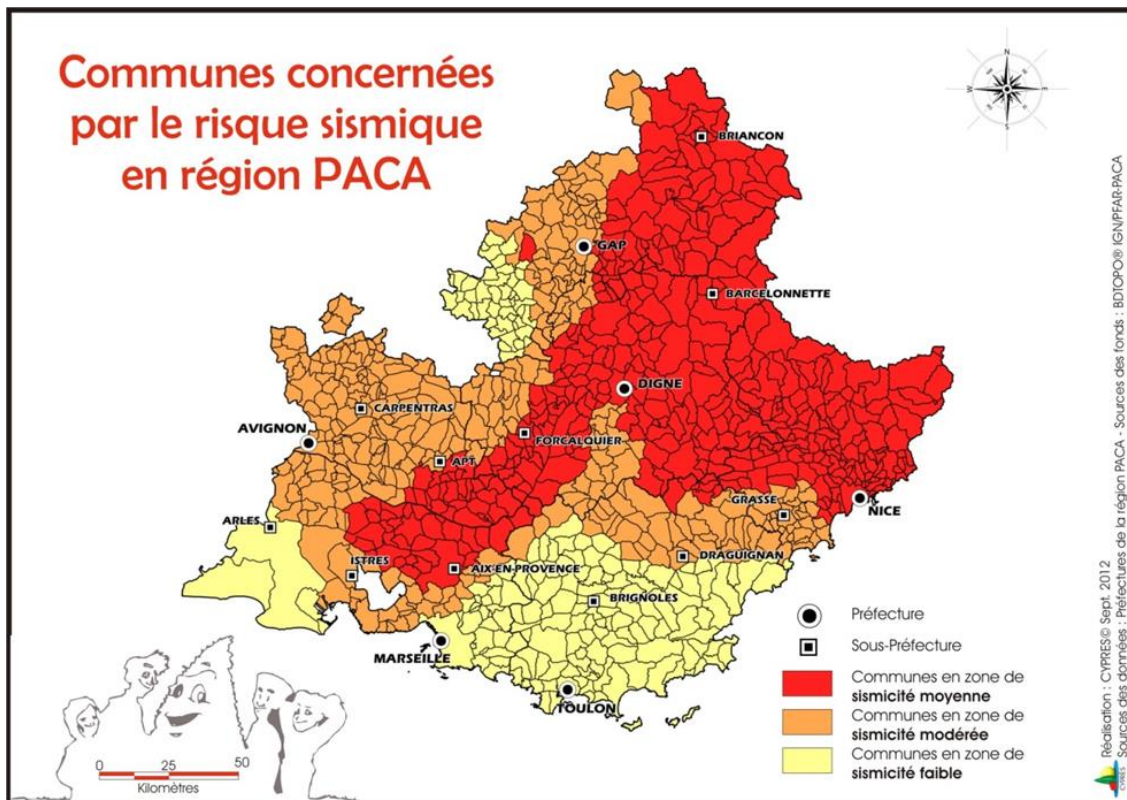 Communes concernées
par le risque sismique
en région PACA
BRIANCON
GAP
BARCELONNETTE
DIGNE
CARPENTRAS
AVIGNON
FORCALQUIER
APT
GRASSE
NICE
ARLES
ISTRES
AIX-EN-PROVENCE
DRAGUIGNAN
BRIGNOLES
MARSEILLE
TOULON
Préfecture
Sous-Préfecture
Communes en zone de
sismicité moyenne
Communes en zone de
sismicité modérée
Communes en zone de
sismicité faible
0 25 50
Kilomètres
Réalisation : CYPRES© Sept. 2012
Sources des données : Préfectures de la région PACA - Sources des fonds : BDTOPO® IGN/PFAR-PACA
CYPRES
N
E
S
W